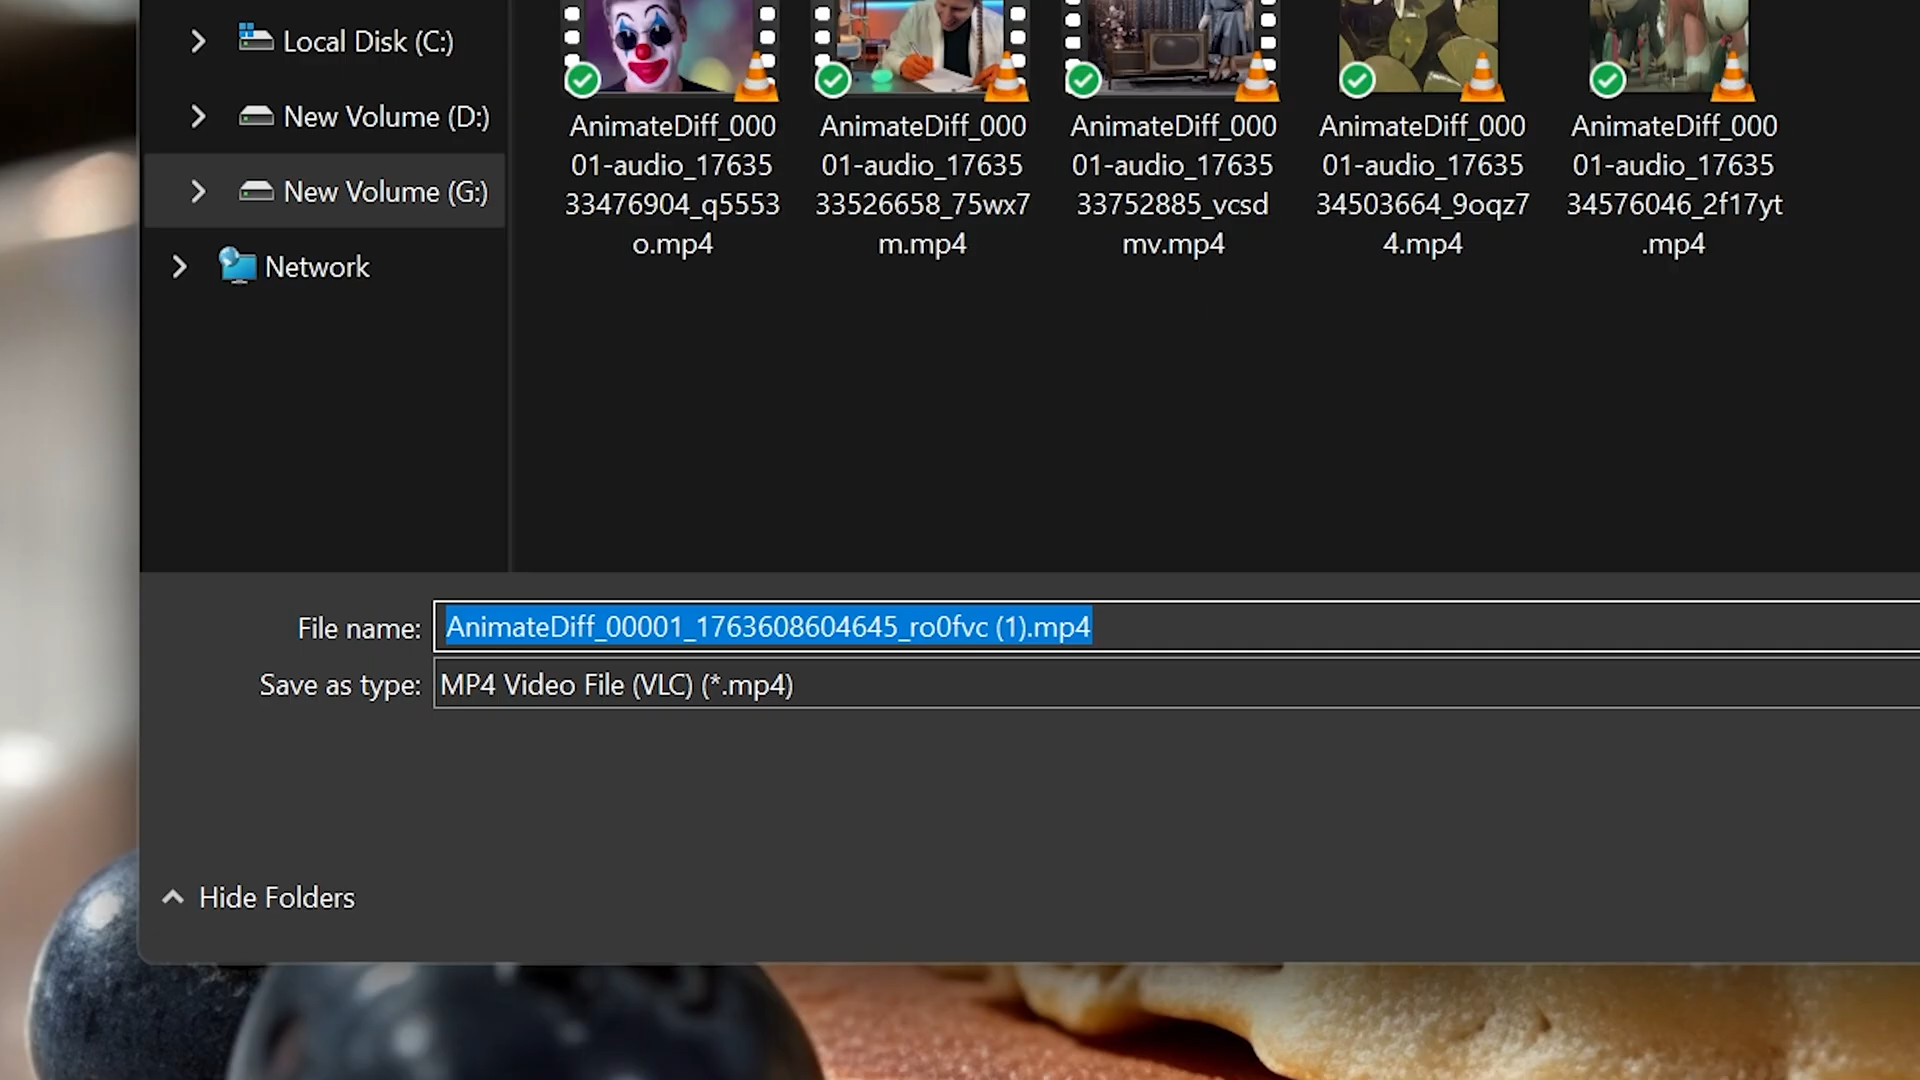 Local Disk (C:)
New Volume (D:)
New Volume (G:)
Network
AnimateDiff_000
01-audio_17635
33476904_q5553
o.mp4
AnimateDiff_000
01-audio_17635
33526658_75wx7
m.mp4
AnimateDiff_000
01-audio_17635
33752885_vcsd
mv.mp4
AnimateDiff_000
01-audio_17635
34503664_9oqz7
4.mp4
AnimateDiff_000
01-audio_17635
34576046_2f17yt
.mp4
File name: AnimateDiff_00001_1763608604645_ro0fvc (1).mp4
Save as type: MP4 Video File (VLC) (*.mp4)
Hide Folders